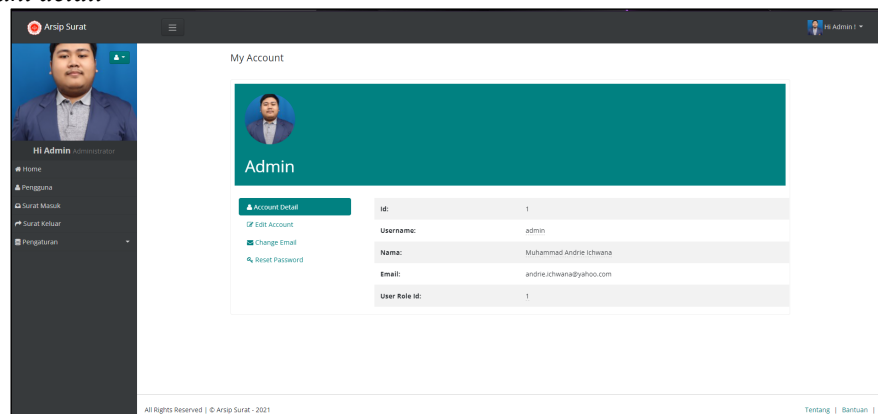 Arsip Surat
Hi Admin !
My Account
Hi Admin Administrator
Home
Pengguna
Surat Masuk
Surat Keluar
Pengaturan
Admin
Account Detail
Edit Account
Change Email
Reset Password
Id: 1
Username: admin
Nama: Muhammad Andrie Ichwana
Email: andrie.ichwana@yahoo.com
User Role Id: 1
All Rights Reserved | © Arsip Surat - 2021
Tentang | Bantuan |